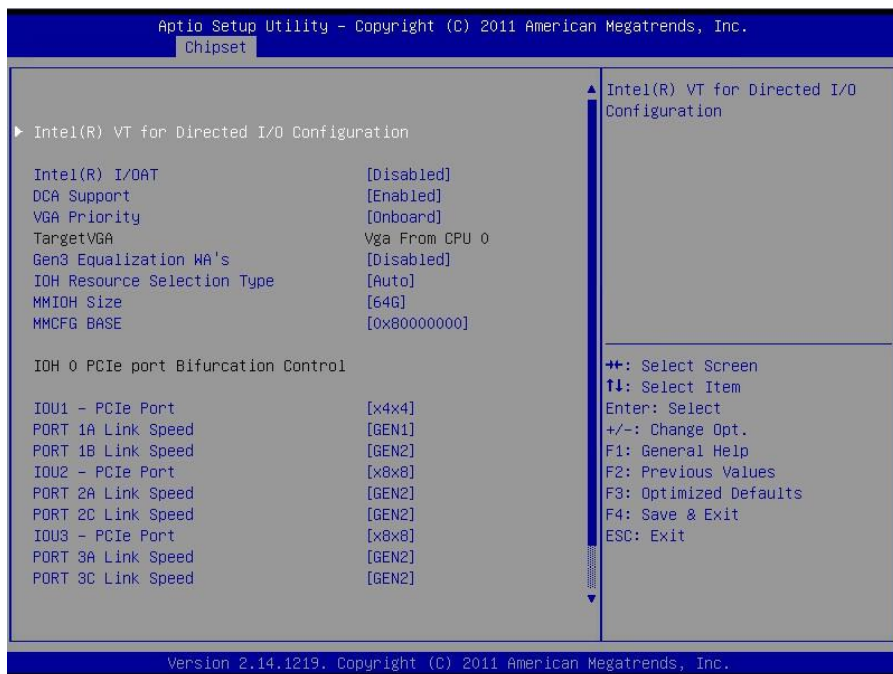 Aptio Setup Utility – Copyright (C) 2011 American Megatrends, Inc.
Chipset
Intel(R) VT for Directed I/O Configuration
Intel(R) I/OAT [Disabled]
DCA Support [Enabled]
VGA Priority [Onboard]
TargetVGA Vga From CPU 0
Gen3 Equalization WA's [Disabled]
IOH Resource Selection Type [Auto]
MMIOH Size [64G]
MMCFG BASE [0x80000000]
IOH 0 PCIe port Bifurcation Control
IOU1 – PCIe Port [x4x4]
PORT 1A Link Speed [GEN1]
PORT 1B Link Speed [GEN2]
IOU2 – PCIe Port [x8x8]
PORT 2A Link Speed [GEN2]
PORT 2C Link Speed [GEN2]
IOU3 – PCIe Port [x8x8]
PORT 3A Link Speed [GEN2]
PORT 3C Link Speed [GEN2]
Intel(R) VT for Directed I/O
Configuration
→←: Select Screen
↑↓: Select Item
Enter: Select
+/-: Change Opt.
F1: General Help
F2: Previous Values
F3: Optimized Defaults
F4: Save & Exit
ESC: Exit
Version 2.14.1219. Copyright (C) 2011 American Megatrends, Inc.